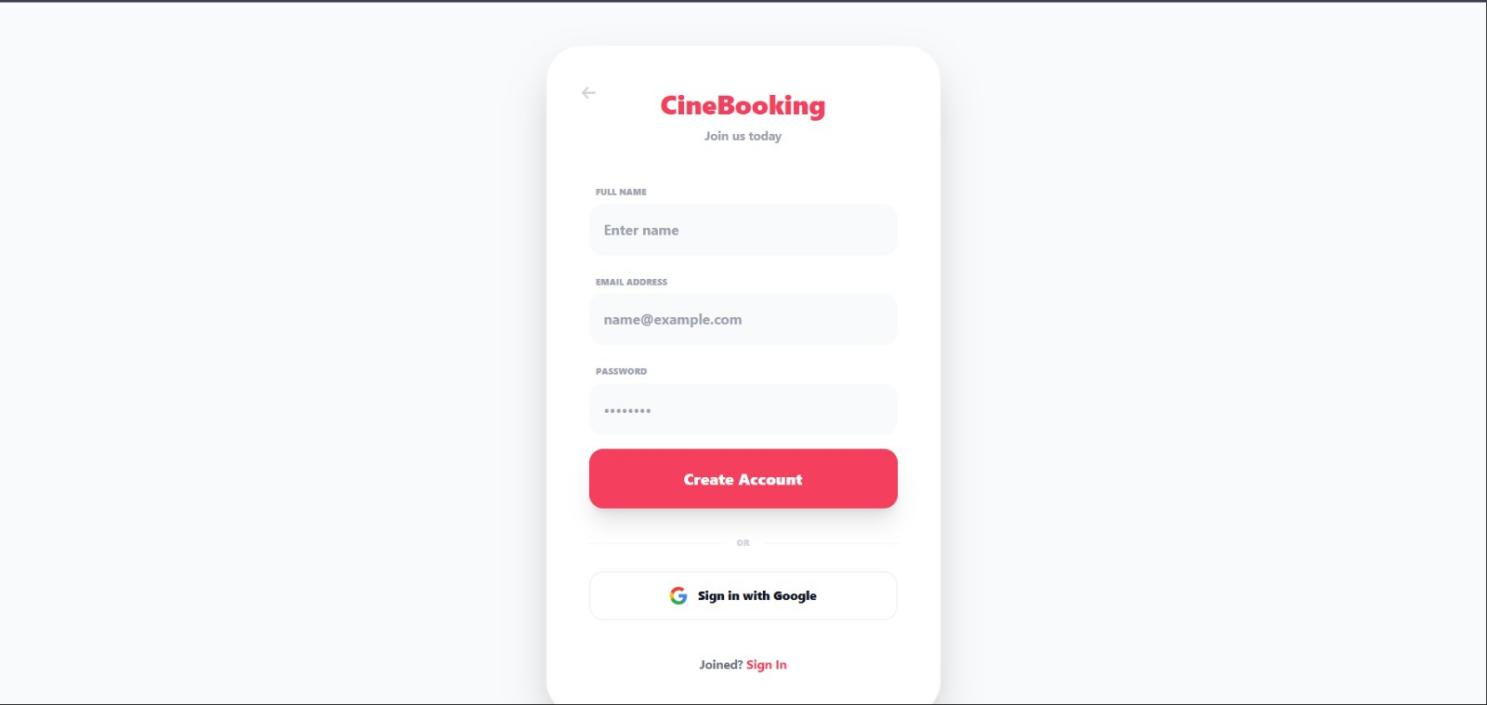 CineBooking
Join us today
FULL NAME
Enter name
EMAIL ADDRESS
name@example.com
PASSWORD
••••••••
Create Account
OR
Sign in with Google
Joined? Sign In